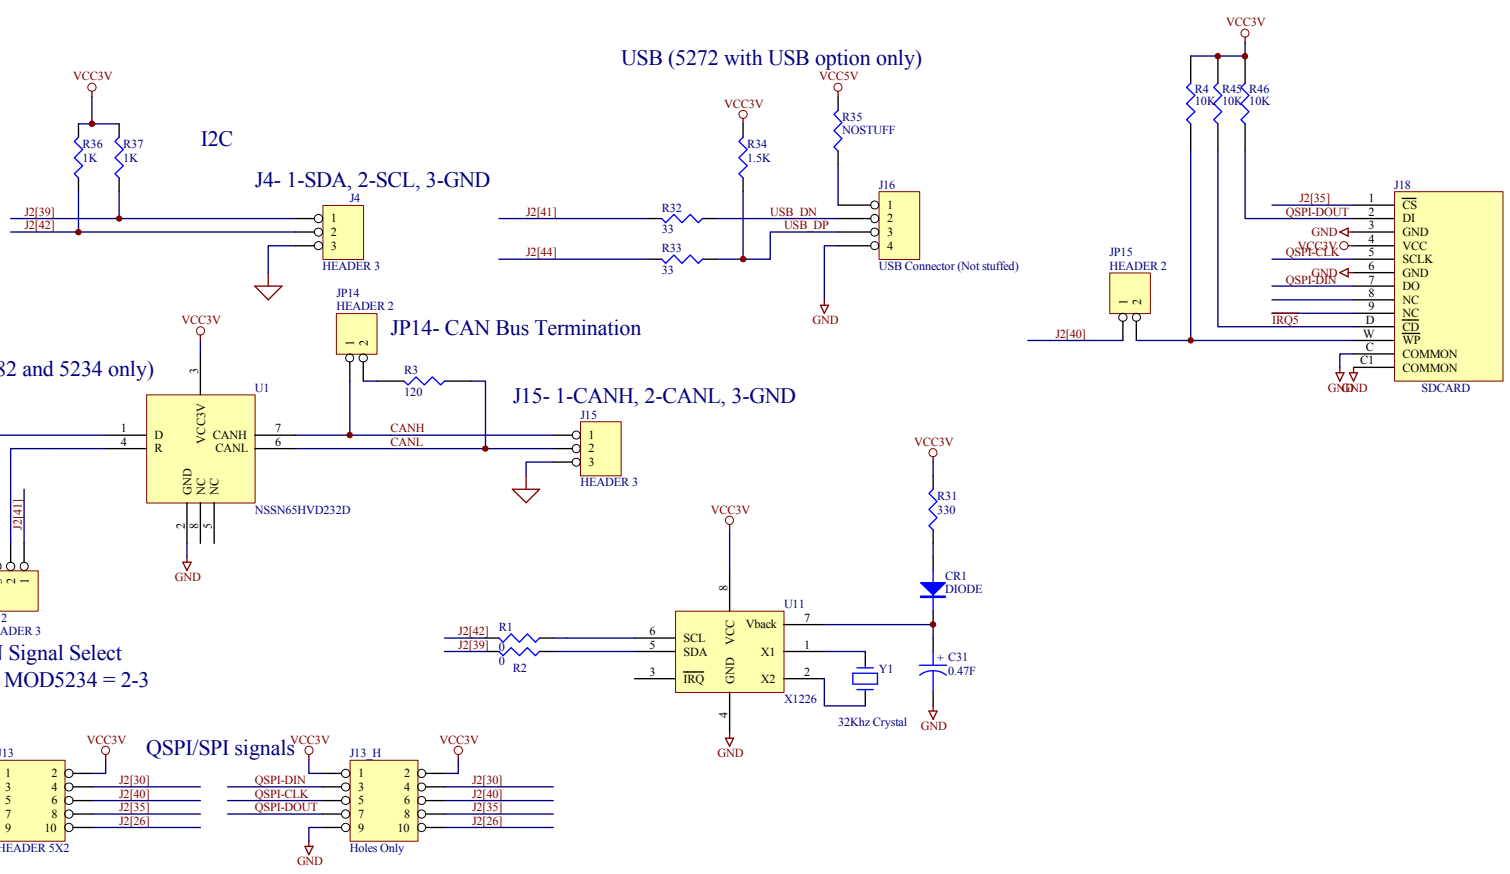 VCC3V
R36
1K
R37
1K
I2C
J4- 1-SDA, 2-SCL, 3-GND
J4
J2[39]
J2[42]
1
2
3
HEADER 3
USB (5272 with USB option only)
VCC5V
VCC3V
R35
NOSTUFF
R34
1.5K
J16
J2[41]
R32
33
USB_DN
USB_DP
J2[44]
R33
33
1
2
3
4
USB Connector (Not stuffed)
GND
VCC3V
R4
10K
R45
10K
R46
10K
J18
J2[35]
1
CS
QSPI-DOUT
2
DI
GND
3
GND
VCC3V
4
VCC
QSPI-CLK
5
SCLK
GND
6
GND
QSPI-DIN
7
DO
8
NC
9
NC
IRQ5
D
CD
W
WP
C
COMMON
C1
COMMON
GND
GND
SDCARD
JP15
HEADER 2
1
2
J2[40]
JP14
HEADER 2
1
2
JP14- CAN Bus Termination
R3
120
82 and 5234 only)
VCC3V
3
U1
1
D
4
R
VCC3V
CANH
7
CANL
6
GND
NC
NC
2
8
5
NSSN65HVD232D
GND
CANH
CANL
J15- 1-CANH, 2-CANL, 3-GND
J15
1
2
3
HEADER 3
J2[41]
2
1
2
ADER 3
N Signal Select
MOD5234 = 2-3
VCC3V
R31
330
CR1
DIODE
C31
+
0.47F
GND
VCC3V
8
U11
J2[42]
R1
0
J2[39]
0
R2
6
SCL
5
SDA
3
IRQ
VCC
GND
Vback
7
X1
1
X2
2
X1226
4
GND
Y1
32Khz Crystal
J13
VCC3V
1
2
3
4
J2[30]
5
6
J2[40]
7
8
J2[35]
9
10
J2[26]
HEADER 5X2
QSPI/SPI signals
VCC3V
J13_H
VCC3V
1
2
QSPI-DIN
3
4
J2[30]
QSPI-CLK
5
6
J2[40]
QSPI-DOUT
7
8
J2[35]
9
10
J2[26]
GND
Holes Only